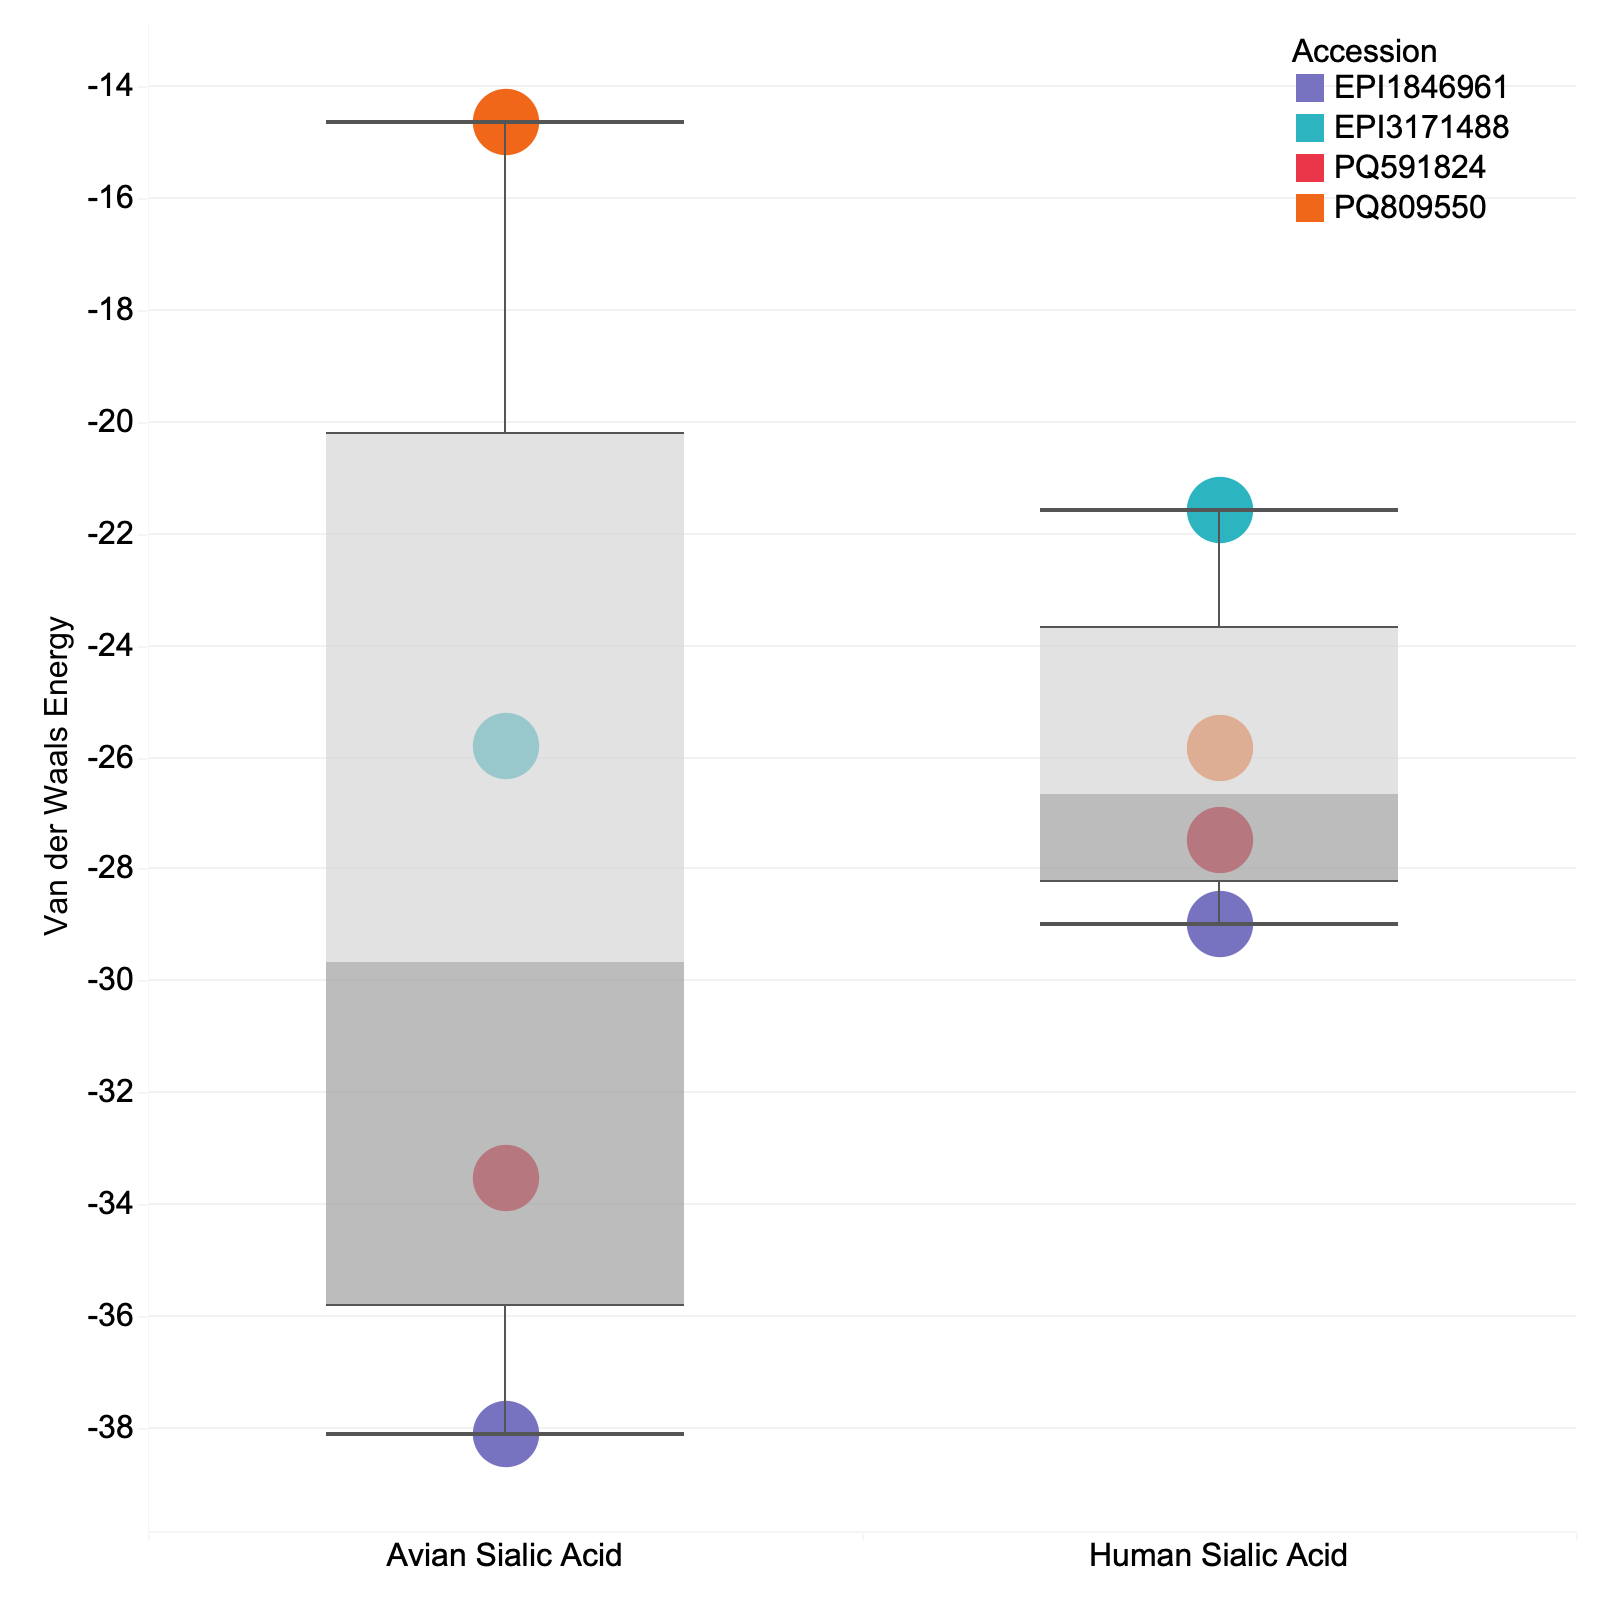 Accession
EPI1846961
EPI3171488
PQ591824
PQ809550
-14
-16
-18
-20
-22
-24
-26
-28
-30
-32
-34
-36
-38
Van der Waals Energy
Avian Sialic Acid
Human Sialic Acid